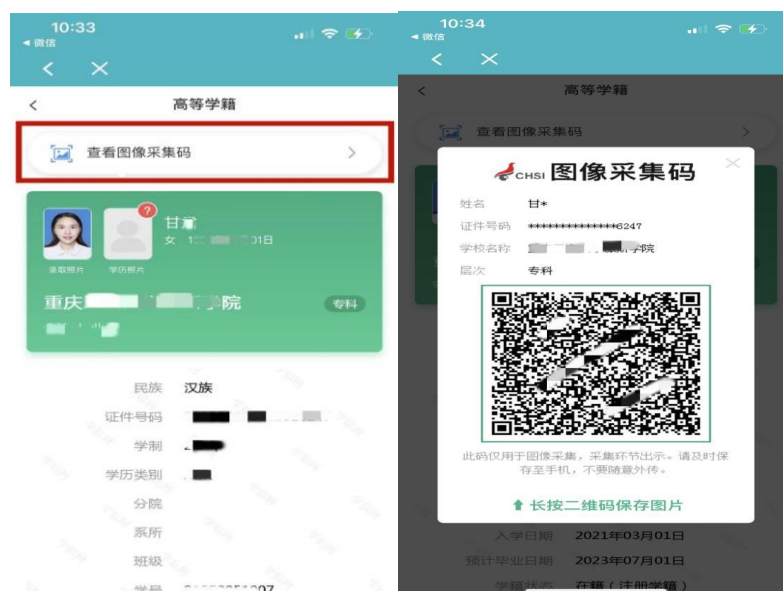 10:33
微信
高等学籍
查看图像采集码
?
甘
女 01日
录取照片 学历照片
重庆 院
专科
民族 汉族
证件号码
学制
学历类别
分院
系所
班级
学号
10:34
微信
高等学籍
查看图像采集码
CHSI 图像采集码
姓名 甘*
证件号码 **************6247
学校名称 学院
层次 专科
此码仅用于图像采集，采集环节出示。请及时保
存至手机，不要随意外传。
长按二维码保存图片
入学日期 2021年03月01日
预计毕业日期 2023年07月01日
学籍状态 在籍（注册学籍）